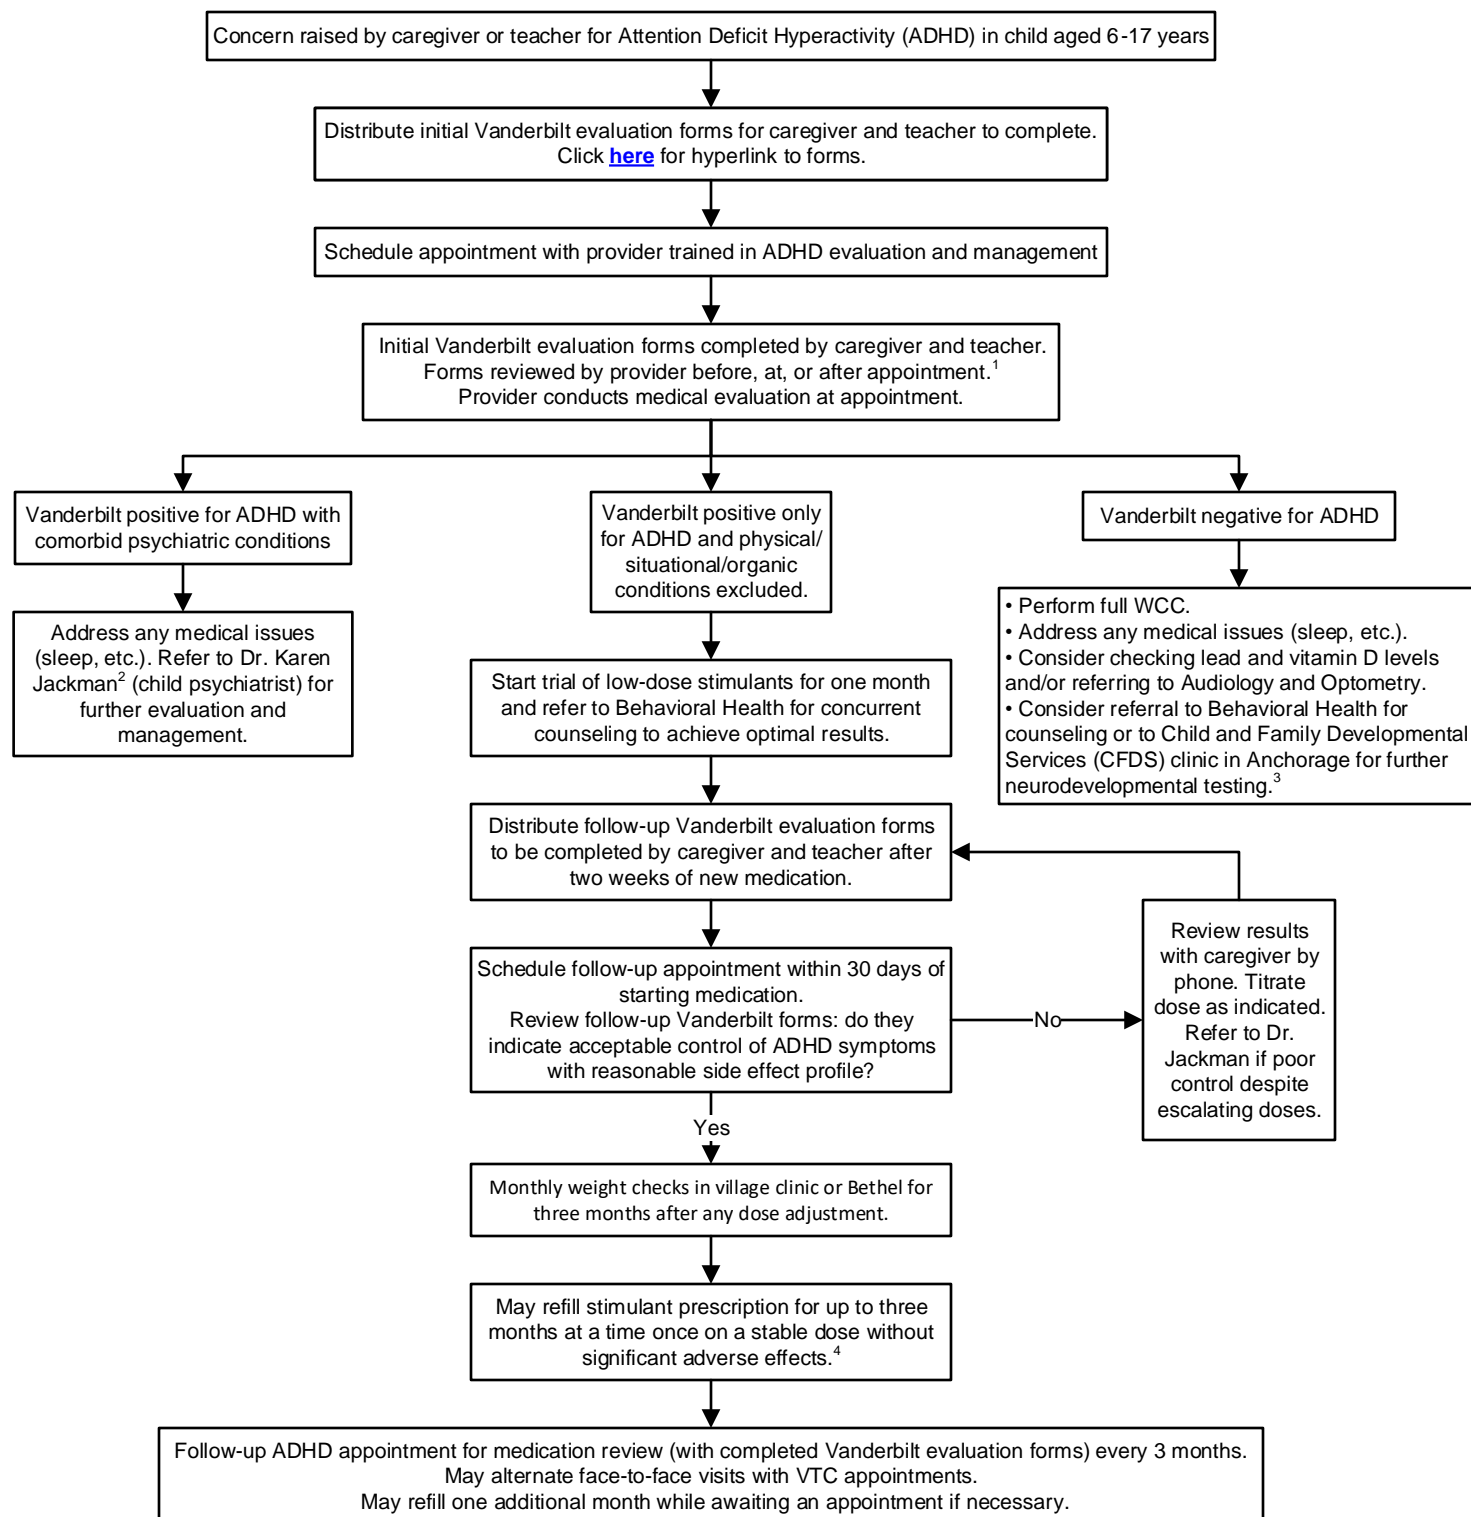 Concern raised by caregiver or teacher for Attention Deficit Hyperactivity (ADHD) in child aged 6-17 years
Distribute initial Vanderbilt evaluation forms for caregiver and teacher to complete.
Click here for hyperlink to forms.
Schedule appointment with provider trained in ADHD evaluation and management
Initial Vanderbilt evaluation forms completed by caregiver and teacher.
Forms reviewed by provider before, at, or after appointment.1
Provider conducts medical evaluation at appointment.
Vanderbilt positive for ADHD with
comorbid psychiatric conditions
Address any medical issues
(sleep, etc.). Refer to Dr. Karen
Jackman2 (child psychiatrist) for
further evaluation and
management.
Vanderbilt positive only
for ADHD and physical/
situational/organic
conditions excluded.
Vanderbilt negative for ADHD
• Perform full WCC.
• Address any medical issues (sleep, etc.).
• Consider checking lead and vitamin D levels
and/or referring to Audiology and Optometry.
• Consider referral to Behavioral Health for
counseling or to Child and Family Developmental
Services (CFDS) clinic in Anchorage for further
neurodevelopmental testing.3
Start trial of low-dose stimulants for one month
and refer to Behavioral Health for concurrent
counseling to achieve optimal results.
Distribute follow-up Vanderbilt evaluation forms
to be completed by caregiver and teacher after
two weeks of new medication.
Schedule follow-up appointment within 30 days of
starting medication.
Review follow-up Vanderbilt forms: do they
indicate acceptable control of ADHD symptoms
with reasonable side effect profile?
No
Review results
with caregiver by
phone. Titrate
dose as indicated.
Refer to Dr.
Jackman if poor
control despite
escalating doses.
Yes
Monthly weight checks in village clinic or Bethel for
three months after any dose adjustment.
May refill stimulant prescription for up to three
months at a time once on a stable dose without
significant adverse effects.4
Follow-up ADHD appointment for medication review (with completed Vanderbilt evaluation forms) every 3 months.
May alternate face-to-face visits with VTC appointments.
May refill one additional month while awaiting an appointment if necessary.